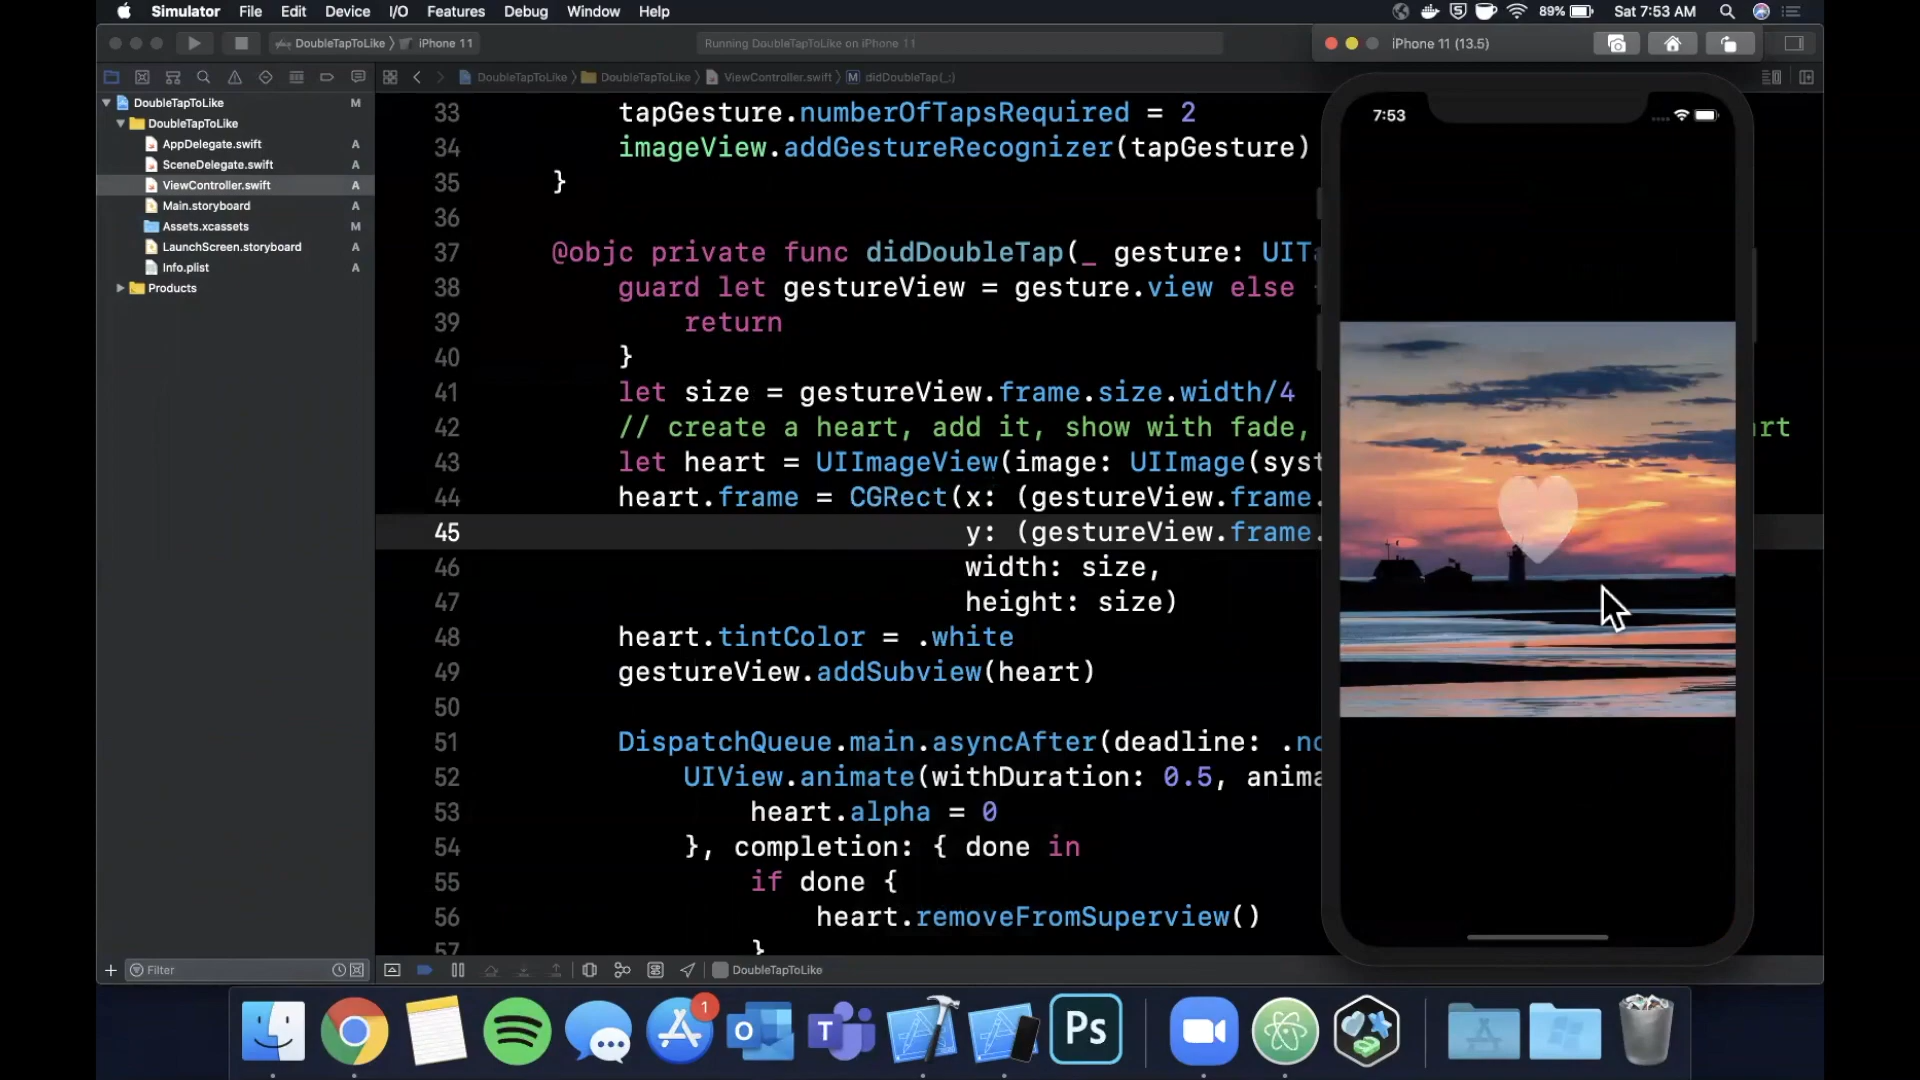 Simulator File Edit Device I/O Features Debug Window Help
89% Sat 7:53 AM
DoubleTapToLike iPhone 11
Running DoubleTapToLike on iPhone 11
iPhone 11 (13.5)
DoubleTapToLike DoubleTapToLike ViewController.swift M didDoubleTap(_:)
DoubleTapToLike M
DoubleTapToLike
AppDelegate.swift A
SceneDelegate.swift A
ViewController.swift A
Main.storyboard A
Assets.xcassets M
LaunchScreen.storyboard A
Info.plist A
Products
33 tapGesture.numberOfTapsRequired = 2
34 imageView.addGestureRecognizer(tapGesture)
35 }
36
37 @objc private func didDoubleTap(_ gesture: UITa
38 guard let gestureView = gesture.view else
39 return
40 }
41 let size = gestureView.frame.size.width/4
42 // create a heart, add it, show with fade, art
43 let heart = UIImageView(image: UIImage(syst
44 heart.frame = CGRect(x: (gestureView.frame.
45 y: (gestureView.frame.
46 width: size,
47 height: size)
48 heart.tintColor = .white
49 gestureView.addSubview(heart)
50
51 DispatchQueue.main.asyncAfter(deadline: .no
52 UIView.animate(withDuration: 0.5, anima
53 heart.alpha = 0
54 }, completion: { done in
55 if done {
56 heart.removeFromSuperview()
57 }
7:53
Filter
DoubleTapToLike
1
Ps